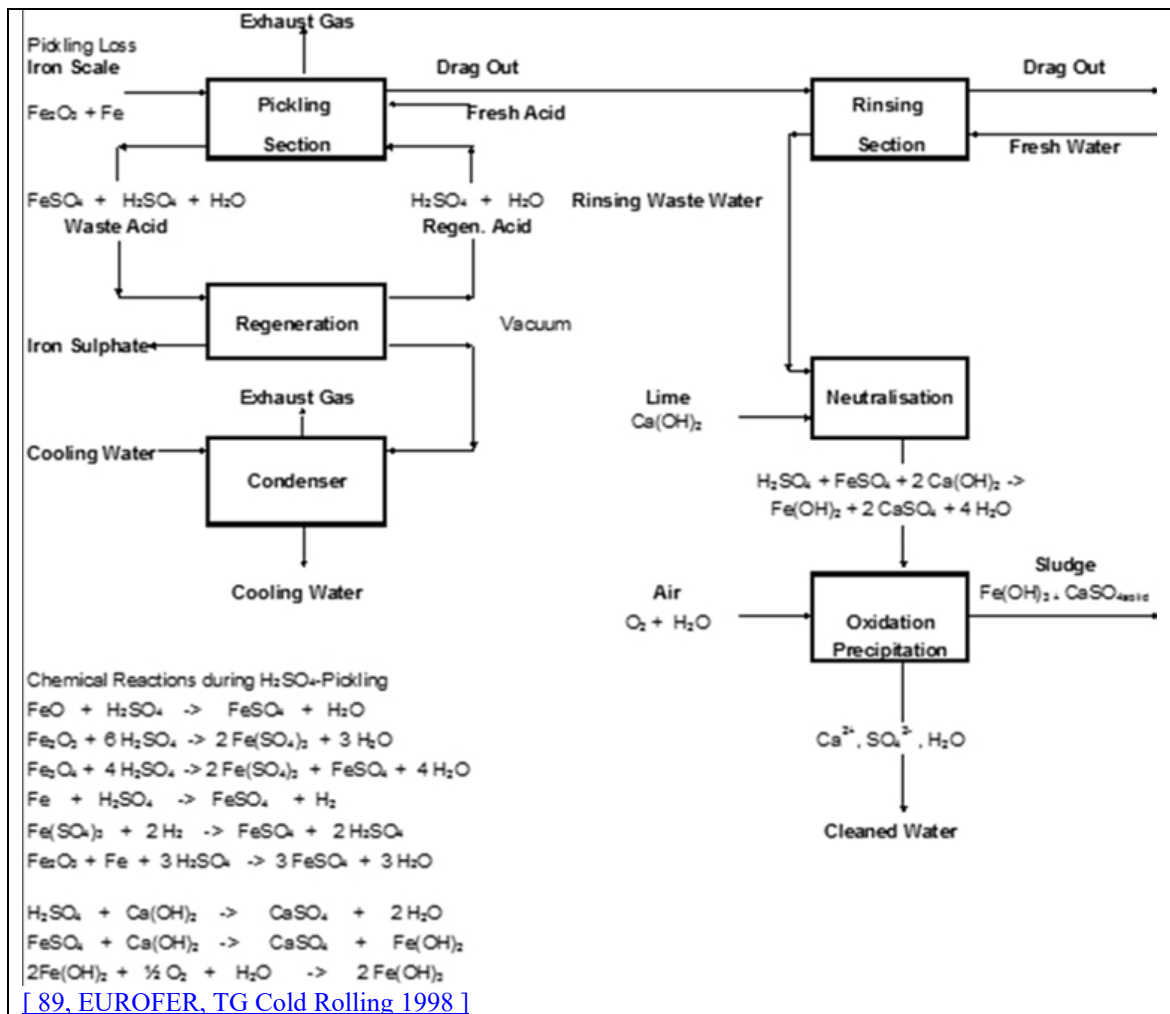 Exhaust Gas
Pickling Loss
Iron Scale
Drag Out
Drag Out
Fe₂O₃ + Fe
Pickling
Section
Fresh Acid
Rinsing
Section
Fresh Water
FeSO₄ + H₂SO₄ + H₂O
Waste Acid
H₂SO₄ + H₂O
Regen. Acid
Rinsing Waste Water
Regeneration
Vacuum
Iron Sulphate
Exhaust Gas
Lime
Ca(OH)₂
Neutralisation
Cooling Water
Condenser
H₂SO₄ + FeSO₄ + 2 Ca(OH)₂ ->
Fe(OH)₂ + 2 CaSO₄ + 4 H₂O
Cooling Water
Air
O₂ + H₂O
Oxidation
Precipitation
Sludge
Fe(OH)₃ + CaSO₄solid
Chemical Reactions during H₂SO₄-Pickling
FeO + H₂SO₄ -> FeSO₄ + H₂O
Fe₂O₃ + 6 H₂SO₄ -> 2 Fe(SO₄)₃ + 3 H₂O
Fe₃O₄ + 4 H₂SO₄ -> 2 Fe(SO₄)₃ + FeSO₄ + 4 H₂O
Fe + H₂SO₄ -> FeSO₄ + H₂
Fe(SO₄)₃ + 2 H₂ -> FeSO₄ + 2 H₂SO₄
Fe₂O₃ + Fe + 3 H₂SO₄ -> 3 FeSO₄ + 3 H₂O
H₂SO₄ + Ca(OH)₂ -> CaSO₄ + 2 H₂O
FeSO₄ + Ca(OH)₂ -> CaSO₄ + Fe(OH)₂
2Fe(OH)₂ + ½ O₂ + H₂O -> 2 Fe(OH)₃
Ca²⁺, SO₄²⁻, H₂O
Cleaned Water
[ 89, EUROFER, TG Cold Rolling 1998 ]